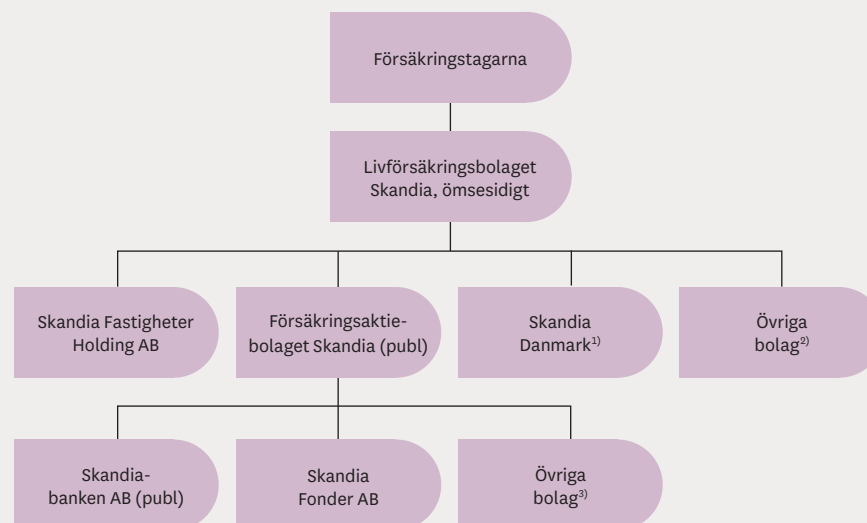 Försäkringstagarna
Livförsäkringsbolaget
Skandia, ömsesidigt
Skandia Fastigheter
Holding AB
Försäkringsaktie-
bolaget Skandia (publ)
Skandia
Danmark¹⁾
Övriga
bolag²⁾
Skandia-
banken AB (publ)
Skandia
Fonder AB
Övriga
bolag³⁾